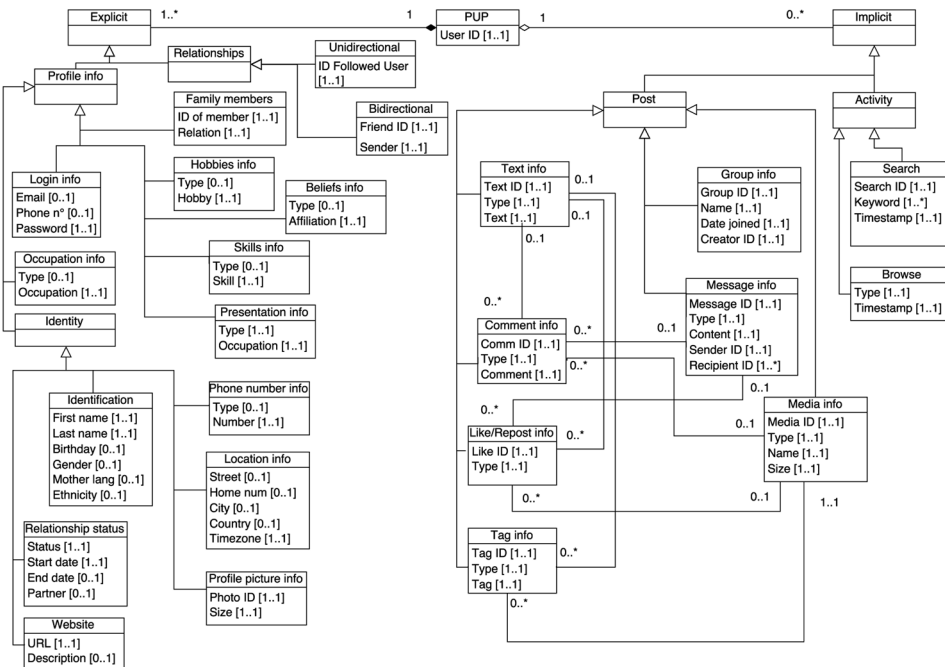 Explicit
1..*
1
PUP
User ID [1..1]
1
0..*
Implicit
Relationships
Unidirectional
ID Followed User
[1..1]
Profile info
Family members
ID of member [1..1]
Relation [1..1]
Bidirectional
Friend ID [1..1]
Sender [1..1]
Post
Activity
Login info
Email [0..1]
Phone n° [0..1]
Password [1..1]
Hobbies info
Type [0..1]
Hobby [1..1]
Beliefs info
Type [0..1]
Affiliation [1..1]
Text info
Text ID [1..1]
Type [1..1]
Text [1..1]
0..1
0..1
0..1
Group info
Group ID [1..1]
Name [1..1]
Date joined [1..1]
Creator ID [1..1]
Search
Search ID [1..1]
Keyword [1..*]
Timestamp [1..1]
Occupation info
Type [0..1]
Occupation [1..1]
Skills info
Type [0..1]
Skill [1..1]
Browse
Type [1..1]
Timestamp [1..1]
Identity
Presentation info
Type [1..1]
Occupation [1..1]
0..*
Comment info
Comm ID [1..1]
Type [1..1]
Comment [1..1]
0..*
0..*
0..1
Message info
Message ID [1..1]
Type [1..1]
Content [1..1]
Sender ID [1..1]
Recipient ID [1..*]
0..1
Identification
First name [1..1]
Last name [1..1]
Birthday [0..1]
Gender [0..1]
Mother lang [0..1]
Ethnicity [0..1]
Phone number info
Type [0..1]
Number [1..1]
0..*
Like/Repost info
Like ID [1..1]
Type [1..1]
0..*
0..*
0..1
Media info
Media ID [1..1]
Type [1..1]
Name [1..1]
Size [1..1]
0..1
1..1
Location info
Street [0..1]
Home num [0..1]
City [0..1]
Country [0..1]
Timezone [1..1]
Relationship status
Status [1..1]
Start date [1..1]
End date [0..1]
Partner [0..1]
Tag info
Tag ID [1..1]
Type [1..1]
Tag [1..1]
0..*
0..*
Profile picture info
Photo ID [1..1]
Size [1..1]
Website
URL [1..1]
Description [0..1]